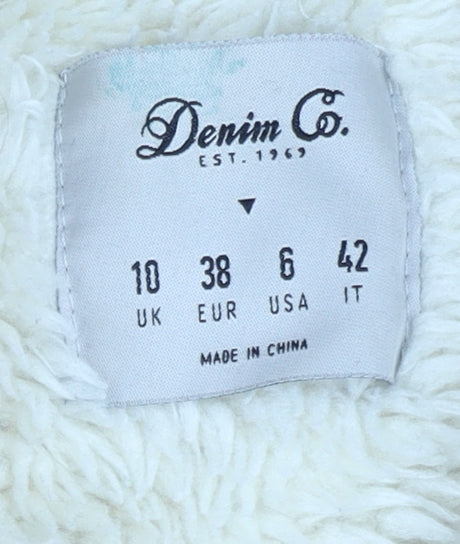 Denim Co.
EST. 1969
10 38 6 42
UK EUR USA IT
MADE IN CHINA